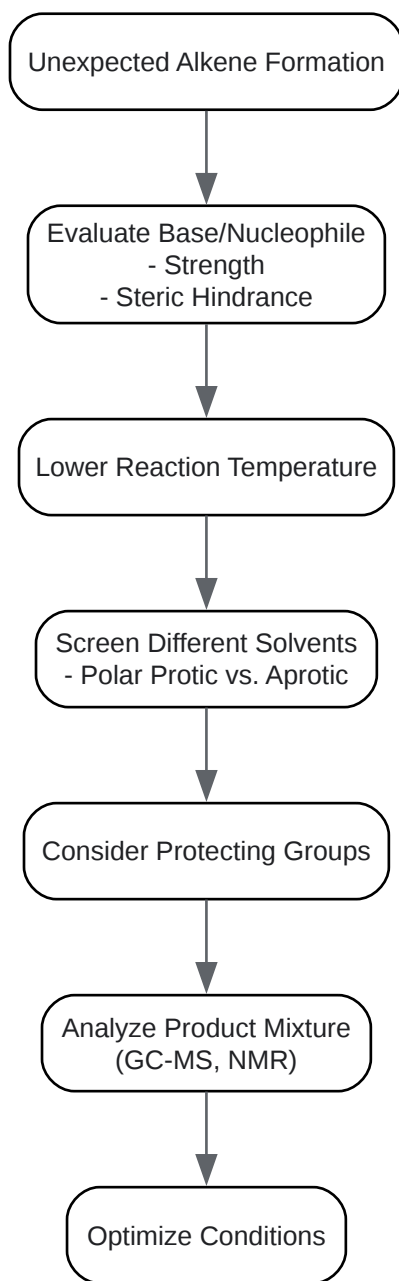 Unexpected Alkene Formation
Evaluate Base/Nucleophile
- Strength
- Steric Hindrance
Lower Reaction Temperature
Screen Different Solvents
- Polar Protic vs. Aprotic
Consider Protecting Groups
Analyze Product Mixture
(GC-MS, NMR)
Optimize Conditions